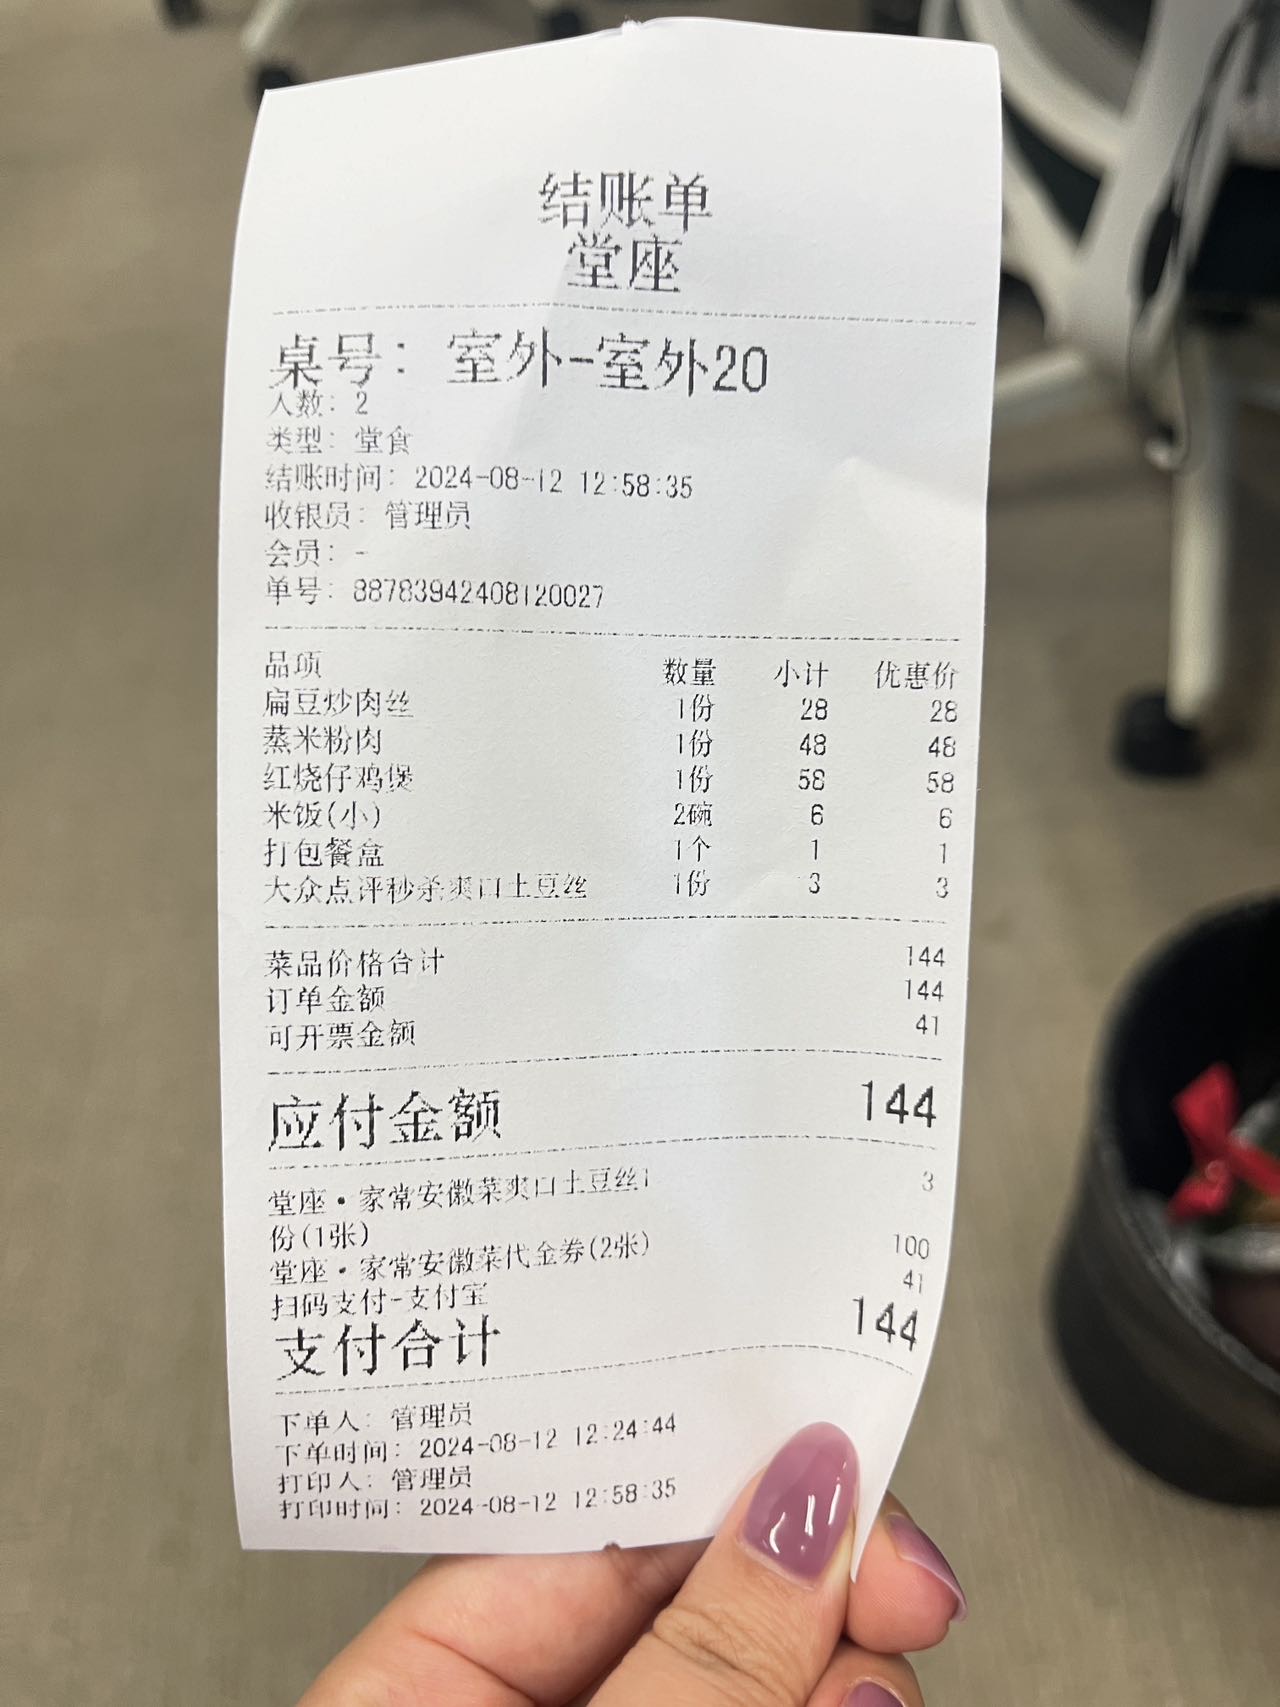 结账单
堂座
桌号： 室外-室外20
人数： 2
类型： 堂食
结账时间： 2024-08-12 12:58:35
收银员： 管理员
会员： -
单号： 88783942408120027
品项 数量 小计 优惠价
扁豆炒肉丝 1份 28 28
蒸米粉肉 1份 48 48
红烧仔鸡煲 1份 58 58
米饭(小) 2碗 6 6
打包餐盒 1个 1 1
大众点评秒杀爽口土豆丝 1份 3 3
菜品价格合计 144
订单金额 144
可开票金额 41
应付金额 144
堂座·家常安徽菜爽口土豆丝1 3
份(1张)
堂座·家常安徽菜代金券(2张) 100
扫码支付-支付宝 41
支付合计 144
下单人： 管理员
下单时间： 2024-08-12 12:24:44
打印人： 管理员
打印时间： 2024-08-12 12:58:35